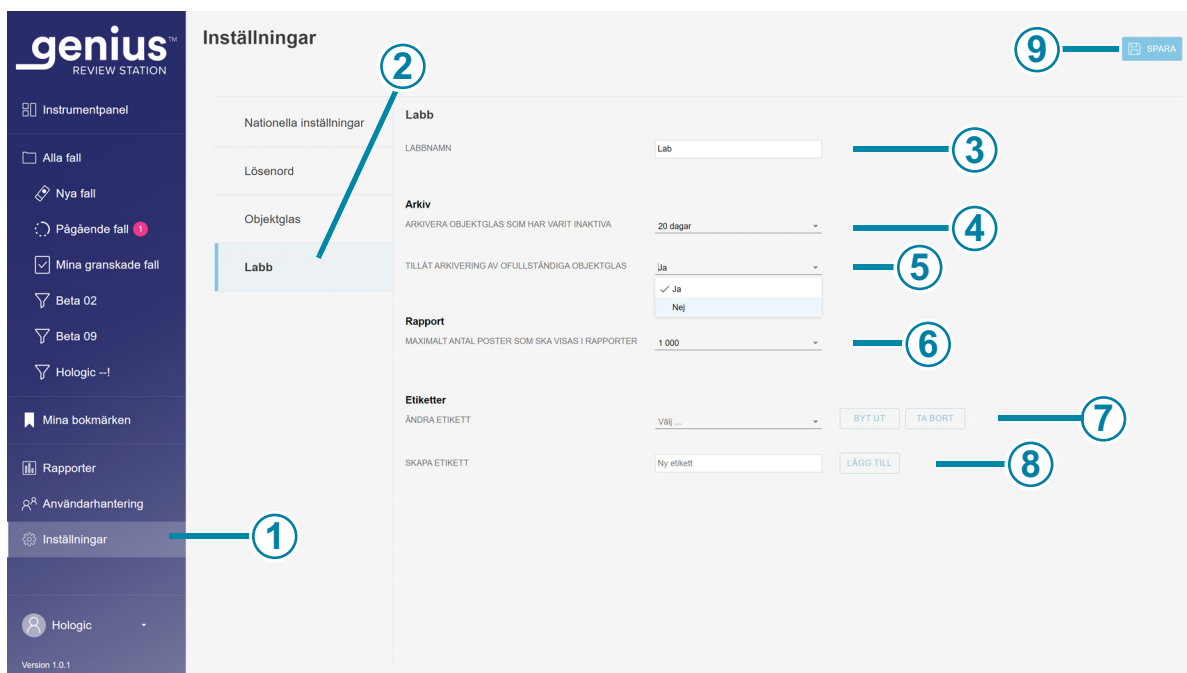 genius™
REVIEW STATION
Instrumentpanel
Alla fall
Nya fall
Pågående fall 1
Mina granskade fall
Beta 02
Beta 09
Hologic --!
Mina bokmärken
Rapporter
Användarhantering
Inställningar
1
Hologic
Version 1.0.1
Inställningar
2
9
SPARA
Nationella inställningar
Lösenord
Objektglas
Labb
Labb
LABBNAMN
Lab
3
Arkiv
ARKIVERA OBJEKTGLAS SOM HAR VARIT INAKTIVA
20 dagar
4
TILLÅT ARKIVERING AV OFULLSTÄNDIGA OBJEKTGLAS
Ja
5
Ja
Nej
Rapport
MAXIMALT ANTAL POSTER SOM SKA VISAS I RAPPORTER
1 000
6
Etiketter
ÄNDRA ETIKETT
Välj ...
BYT UT
TA BORT
7
SKAPA ETIKETT
Ny etikett
LÄGG TILL
8